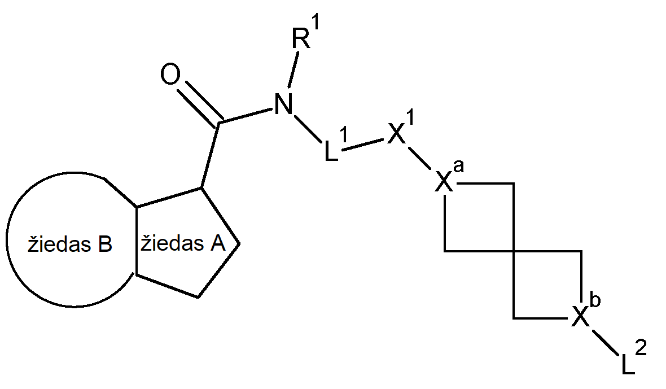 R¹
O
N
L¹
X¹
Xᵃ
žiedas B
žiedas A
Xᵇ
L²